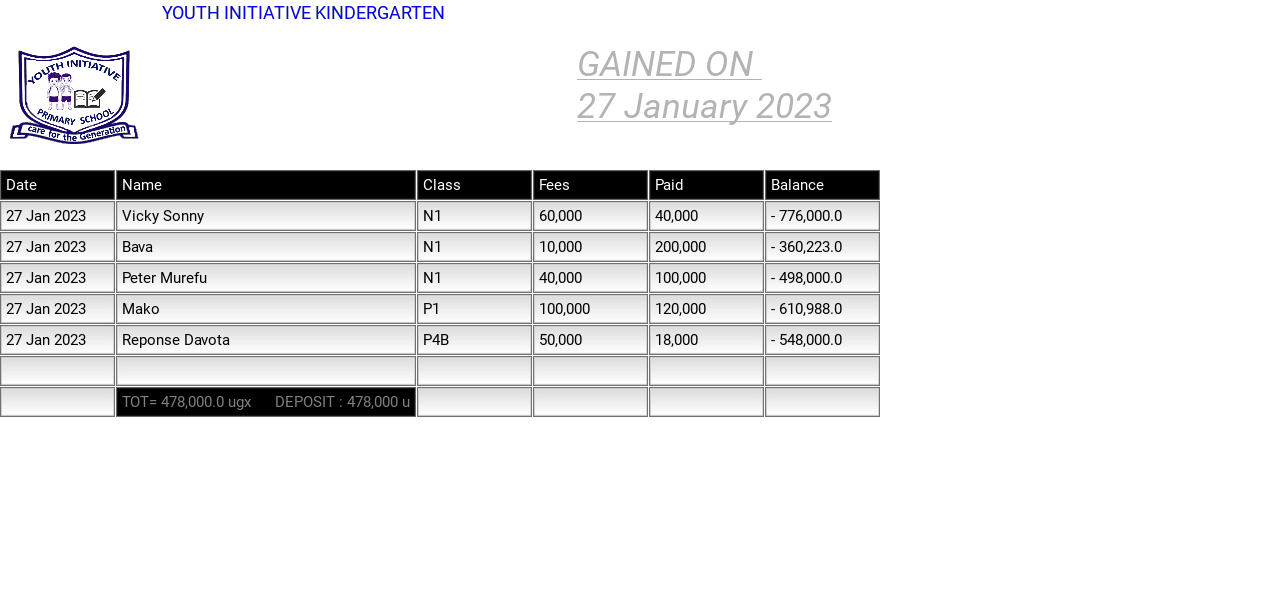 YOUTH INITIATIVE KINDERGARTEN
YOUTH INITIATIVE
PRIMARY SCHOOL
care for the Generation
GAINED ON
27 January 2023
Date Name Class Fees Paid Balance
27 Jan 2023 Vicky Sonny N1 60,000 40,000 - 776,000.0
27 Jan 2023 Bava N1 10,000 200,000 - 360,223.0
27 Jan 2023 Peter Murefu N1 40,000 100,000 - 498,000.0
27 Jan 2023 Mako P1 100,000 120,000 - 610,988.0
27 Jan 2023 Reponse Davota P4B 50,000 18,000 - 548,000.0
TOT= 478,000.0 ugx DEPOSIT : 478,000 u